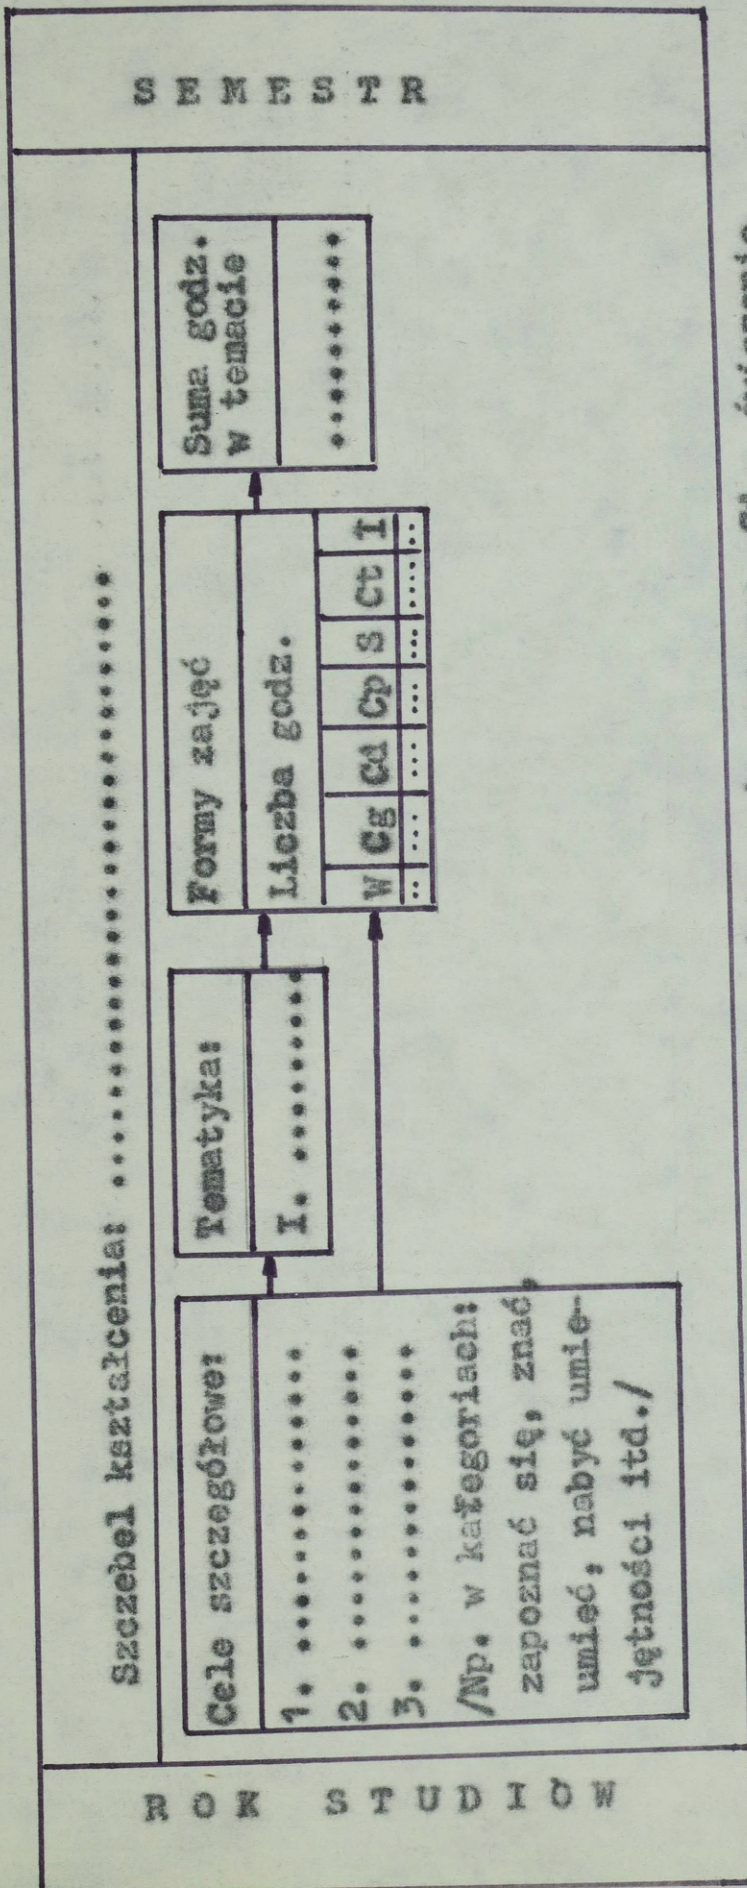 ROK STUDIÓW
Szczebel kształcenia: ................................
Cele szczegółowe:
1. ................
2. ................
3. ................
/Np. w kategoriach:
zapoznać się, znać,
umieć, nabyć umie-
jętności itd./
Tematyka:
I. ..........
Formy zajęć
Liczba godz.
W Cg Cd Cp S Ct T
.. ... ... ... ... .... ..
Suma godz.
w temacie
..........
SEMESTR
ćwiczenia